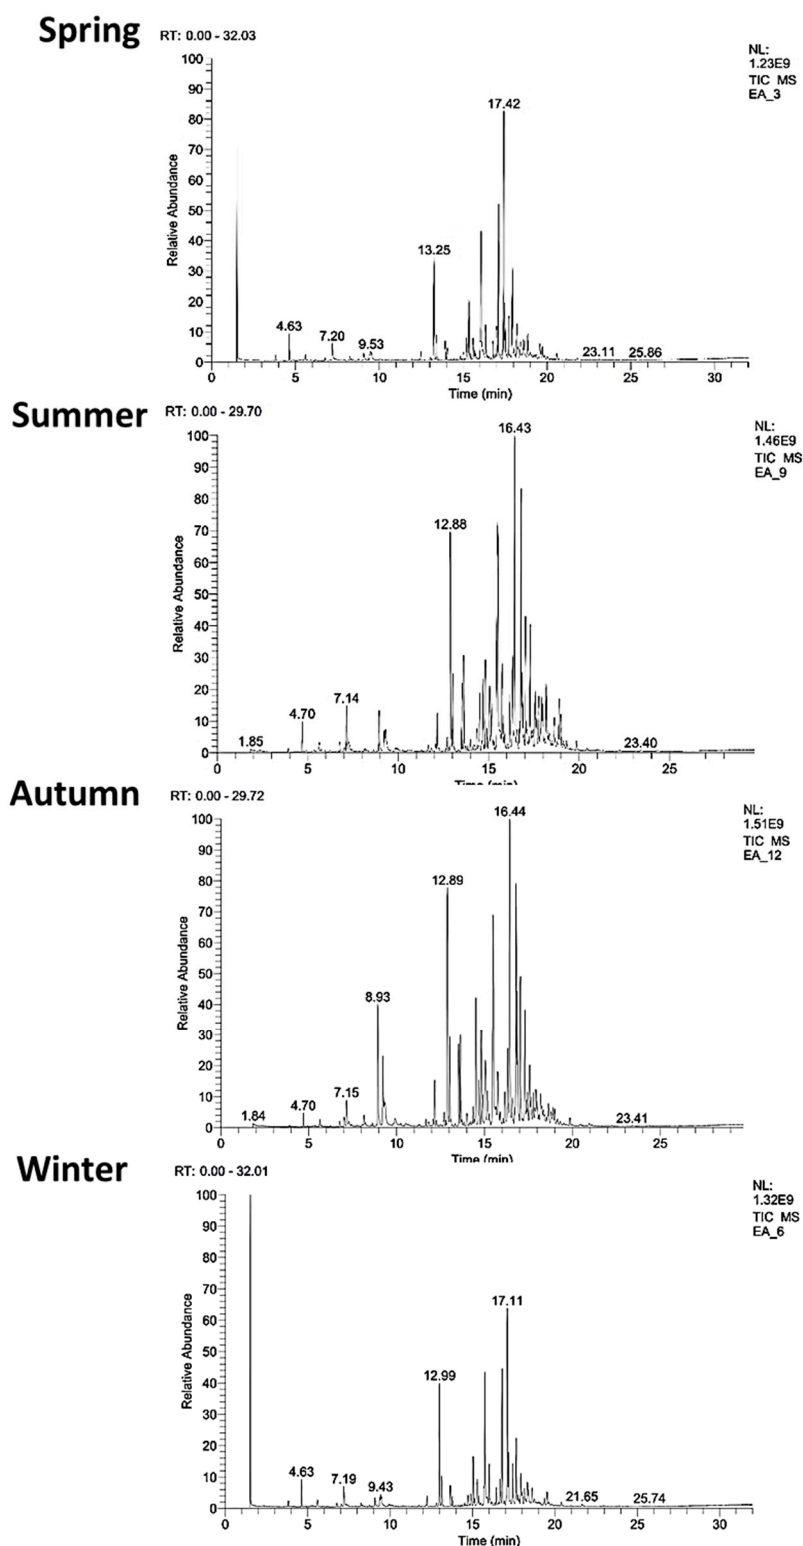 Spring
RT: 0.00 - 32.03
NL:
1.23E9
TIC MS
EA_3
100
90
80
70
60
50
40
30
20
10
0
Relative Abundance
17.42
13.25
4.63
7.20
9.53
23.11
25.86
0 5 10 15 20 25 30
Time (min)
Summer
RT: 0.00 - 29.70
NL:
1.46E9
TIC MS
EA_9
100
90
80
70
60
50
40
30
20
10
0
Relative Abundance
16.43
12.88
7.14
4.70
1.85
23.40
0 5 10 15 20 25
Time (min)
Autumn
RT: 0.00 - 29.72
NL:
1.51E9
TIC MS
EA_12
100
90
80
70
60
50
40
30
20
10
0
Relative Abundance
16.44
12.89
8.93
7.15
4.70
1.84
23.41
0 5 10 15 20 25
Time (min)
Winter
RT: 0.00 - 32.01
NL:
1.32E9
TIC MS
EA_6
100
90
80
70
60
50
40
30
20
10
0
Relative Abundance
17.11
12.99
4.63
7.19
9.43
21.65
25.74
0 5 10 15 20 25 30
Time (min)